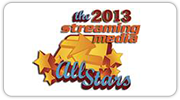 the 2013
streaming
media
All Stars